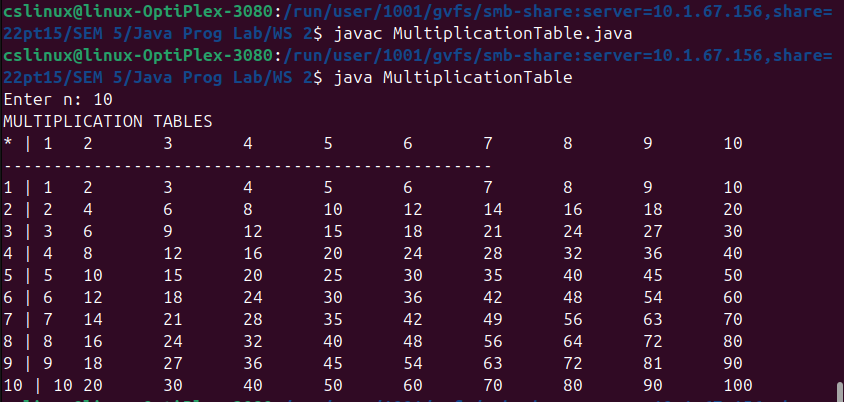 cslinux@linux-OptiPlex-3080:/run/user/1001/gvfs/smb-share:server=10.1.67.156,share=
22pt15/SEM 5/Java Prog Lab/WS 2$ javac MultiplicationTable.java
cslinux@linux-OptiPlex-3080:/run/user/1001/gvfs/smb-share:server=10.1.67.156,share=
22pt15/SEM 5/Java Prog Lab/WS 2$ java MultiplicationTable
Enter n: 10
MULTIPLICATION TABLES
* | 1 2 3 4 5 6 7 8 9 10
-------------------------------------------------
1 | 1 2 3 4 5 6 7 8 9 10
2 | 2 4 6 8 10 12 14 16 18 20
3 | 3 6 9 12 15 18 21 24 27 30
4 | 4 8 12 16 20 24 28 32 36 40
5 | 5 10 15 20 25 30 35 40 45 50
6 | 6 12 18 24 30 36 42 48 54 60
7 | 7 14 21 28 35 42 49 56 63 70
8 | 8 16 24 32 40 48 56 64 72 80
9 | 9 18 27 36 45 54 63 72 81 90
10 | 10 20 30 40 50 60 70 80 90 100